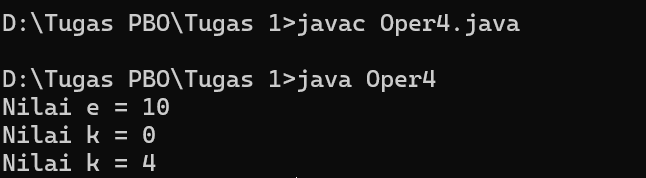 D:\Tugas PBO\Tugas 1>javac Oper4.java
D:\Tugas PBO\Tugas 1>java Oper4
Nilai e = 10
Nilai k = 0
Nilai k = 4